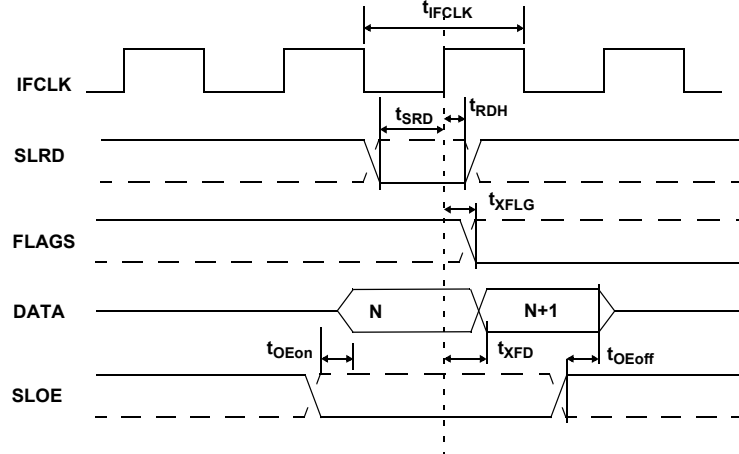 tIFCLK
IFCLK
tSRD
tRDH
SLRD
tXFLG
FLAGS
DATA
N
N+1
tOEon
tXFD
tOEoff
SLOE